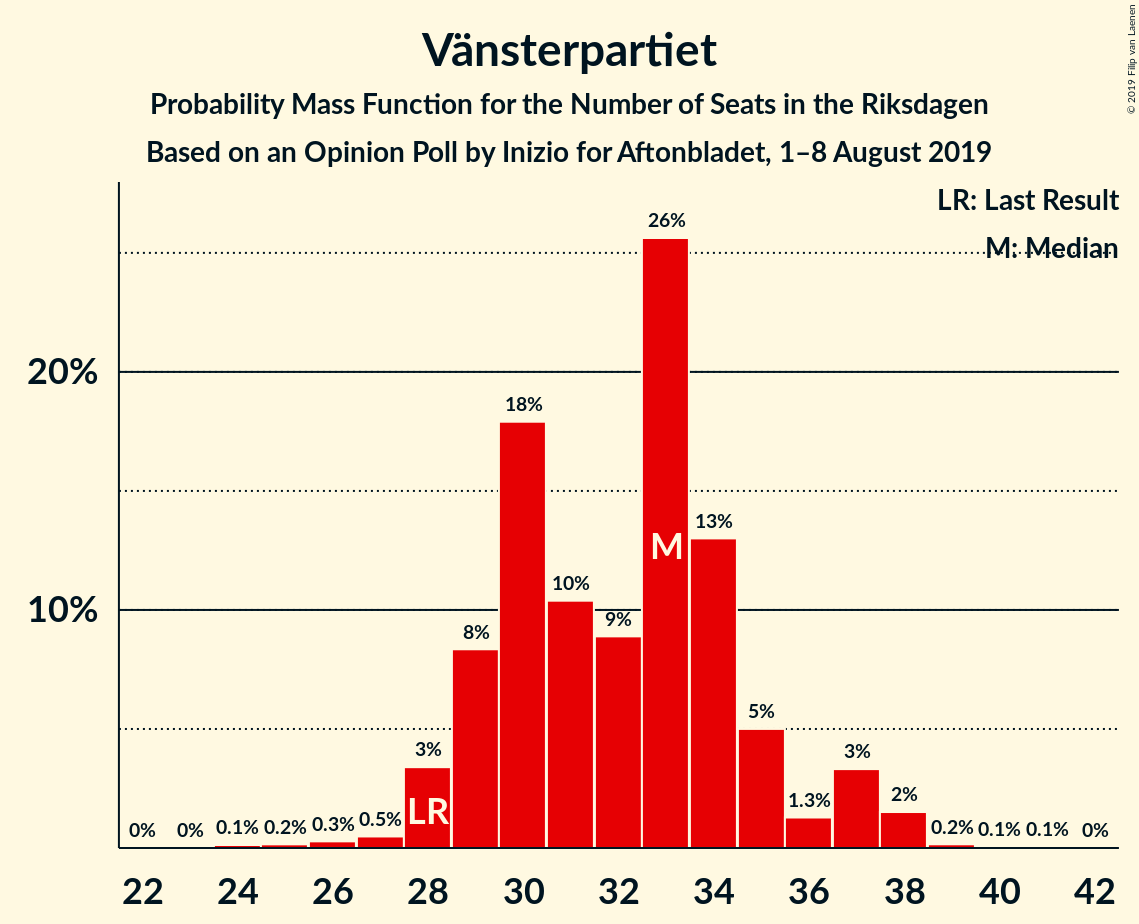 Vänsterpartiet
Probability Mass Function for the Number of Seats in the Riksdagen
Based on an Opinion Poll by Inizio for Aftonbladet, 1–8 August 2019
© 2019 Filip van Laenen
LR: Last Result
M: Median
20%
10%
0%
0%
0.1%
0.2%
0.3%
0.5%
3%
8%
18%
10%
9%
26%
13%
5%
1.3%
3%
2%
0.2%
0.1%
0.1%
0%
LR
M
22 24 26 28 30 32 34 36 38 40 42